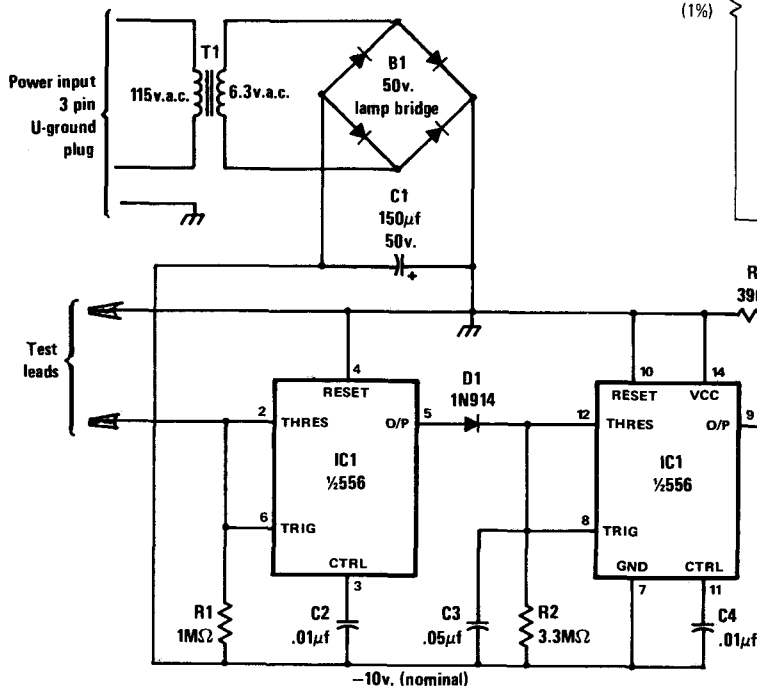 (1%)
T1
Power input
3 pin
U-ground
plug
115v.a.c.
6.3v.a.c.
B1
50v.
lamp bridge
C1
150µf
50v.
+
Test
leads
R
39
4
RESET
2
THRES
O/P
5
IC1
½556
6
TRIG
CTRL
3
D1
1N914
10
14
RESET
VCC
12
THRES
O/P
9
IC1
½556
8
TRIG
GND
CTRL
7
11
R1
1MΩ
C2
.01µf
C3
.05µf
R2
3.3MΩ
C4
.01µf
−10v. (nominal)